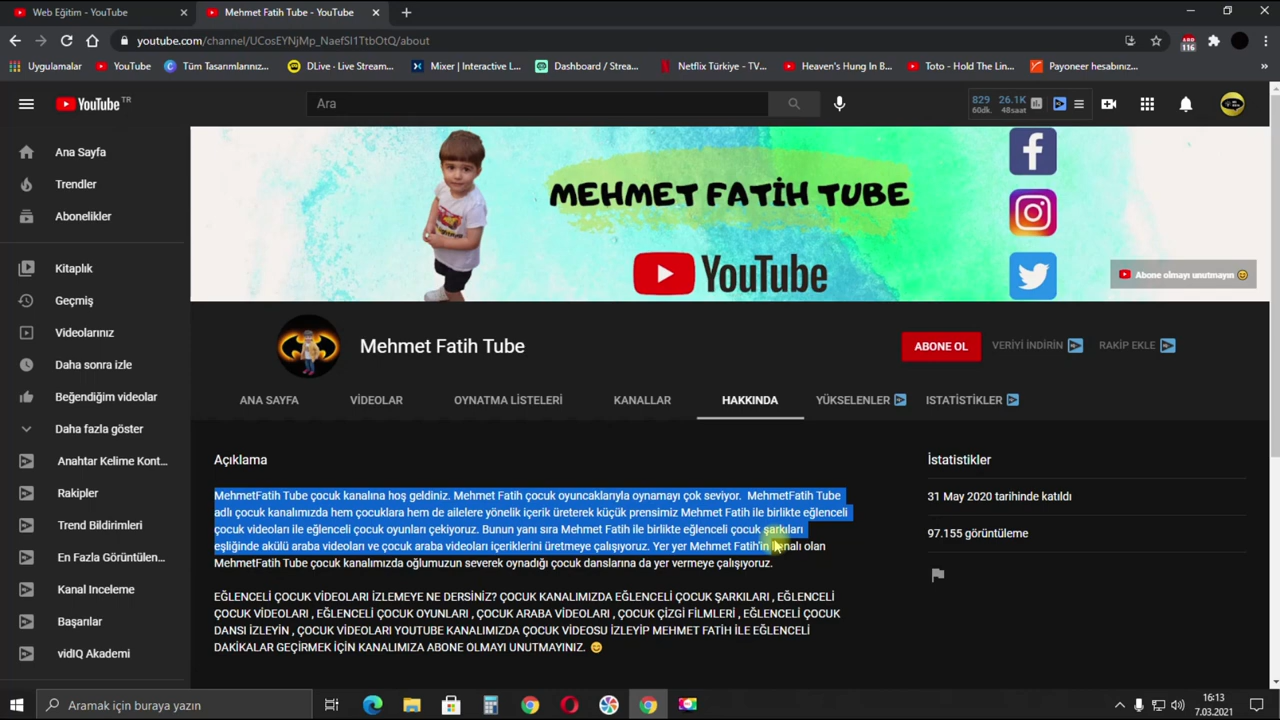 Web Eğitim - YouTube
Mehmet Fatih Tube - YouTube
youtube.com/channel/UCosEYNjMp_NaefSI1TtbOtQ/about
116
Uygulamalar
YouTube
Tüm Tasarımlarınız...
DLive · Live Stream...
Mixer | Interactive L...
Dashboard / Strea...
Netflix Türkiye - TV...
Heaven's Hung In B...
Toto - Hold The Lin...
Payoneer hesabınız...
YouTube TR
Ara
829 26.1K
60dk. 48saat
Ana Sayfa
Trendler
Abonelikler
Kitaplık
Geçmiş
Videolarınız
Daha sonra izle
Beğendiğim videolar
Daha fazla göster
Anahtar Kelime Kont...
Rakipler
Trend Bildirimleri
En Fazla Görüntülen...
Kanal Inceleme
Başarılar
vidIQ Akademi
MEHMET FATİH TUBE
YouTube
Abone olmayı unutmayın 😊
Mehmet Fatih Tube
ABONE OL
VERİYİ İNDİRİN
RAKİP EKLE
ANA SAYFA
VİDEOLAR
OYNATMA LİSTELERİ
KANALLAR
HAKKINDA
YÜKSELENLER
ISTATİSTİKLER
Açıklama
MehmetFatih Tube çocuk kanalına hoş geldiniz. Mehmet Fatih çocuk oyuncaklarıyla oynamayı çok seviyor. MehmetFatih Tube
adlı çocuk kanalımızda hem çocuklara hem de ailelere yönelik içerik üreterek küçük prensimiz Mehmet Fatih ile birlikte eğlenceli
çocuk videoları ile eğlenceli çocuk oyunları çekiyoruz. Bunun yanı sıra Mehmet Fatih ile birlikte eğlenceli çocuk şarkıları
eşliğinde akülü araba videoları ve çocuk araba videoları içeriklerini üretmeye çalışıyoruz. Yer yer Mehmet Fatih'in kanalı olan
MehmetFatih Tube çocuk kanalımızda oğlumuzun severek oynadığı çocuk danslarına da yer vermeye çalışıyoruz.
EĞLENCELİ ÇOCUK VİDEOLARI İZLEMEYE NE DERSİNİZ? ÇOCUK KANALIMIZDA EĞLENCELİ ÇOCUK ŞARKILARI , EĞLENCELİ
ÇOCUK VİDEOLARI , EĞLENCELİ ÇOCUK OYUNLARI , ÇOCUK ARABA VİDEOLARI , ÇOCUK ÇİZGİ FİLMLERİ , EĞLENCELİ ÇOCUK
DANSI İZLEYİN , ÇOCUK VİDEOLARI YOUTUBE KANALIMIZDA ÇOCUK VİDEOSU İZLEYİP MEHMET FATİH İLE EĞLENCELİ
DAKİKALAR GEÇİRMEK İÇİN KANALIMIZA ABONE OLMAYI UNUTMAYINIZ. 😊
İstatistikler
31 May 2020 tarihinde katıldı
97.155 görüntüleme
Aramak için buraya yazın
16:13
7.03.2021